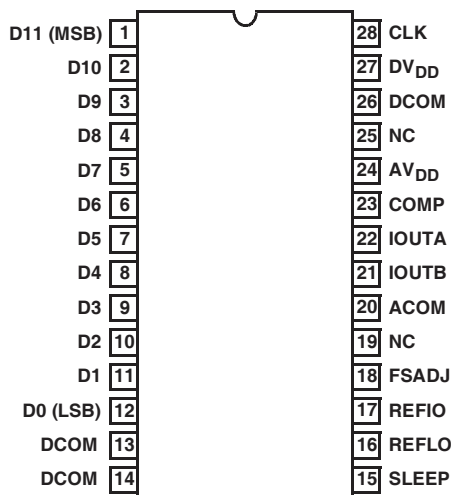 D11 (MSB) 1 28 CLK
D10 2 27 DVDD
D9 3 26 DCOM
D8 4 25 NC
D7 5 24 AVDD
D6 6 23 COMP
D5 7 22 IOUTA
D4 8 21 IOUTB
D3 9 20 ACOM
D2 10 19 NC
D1 11 18 FSADJ
D0 (LSB) 12 17 REFIO
DCOM 13 16 REFLO
DCOM 14 15 SLEEP